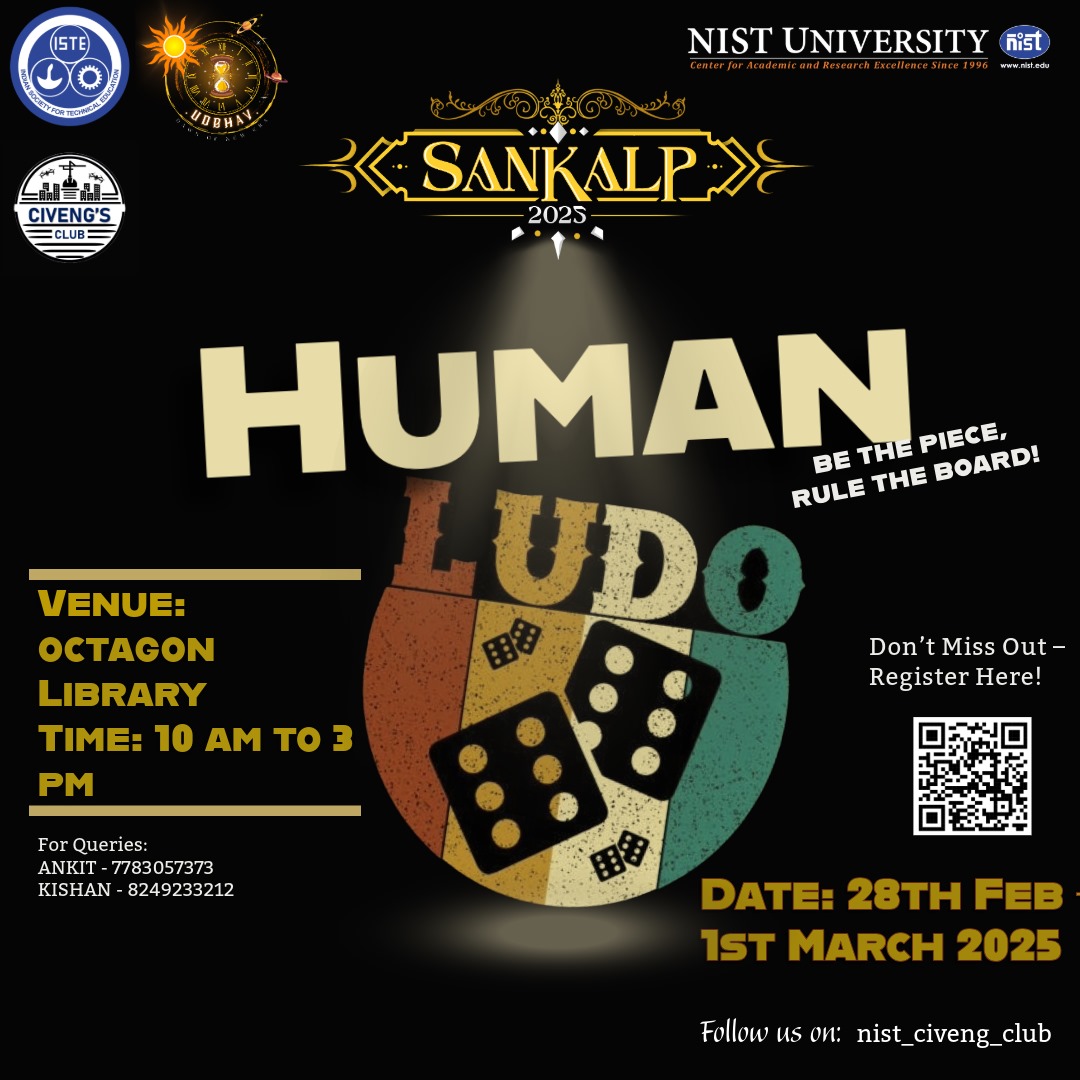 ISTE
INDIAN SOCIETY FOR TECHNICAL EDUCATION
UDBHAV
NIST UNIVERSITY
Center for Academic and Research Excellence Since 1996
nist
www.nist.edu
CIVENG'S
CLUB
SANKALP
2025
HUMAN
BE THE PIECE,
RULE THE BOARD!
LUDO
VENUE:
OCTAGON
LIBRARY
TIME: 10 AM TO 3
PM
For Queries:
ANKIT - 7783057373
KISHAN - 8249233212
Don't Miss Out –
Register Here!
DATE: 28TH FEB -
1ST MARCH 2025
Follow us on: nist_civeng_club